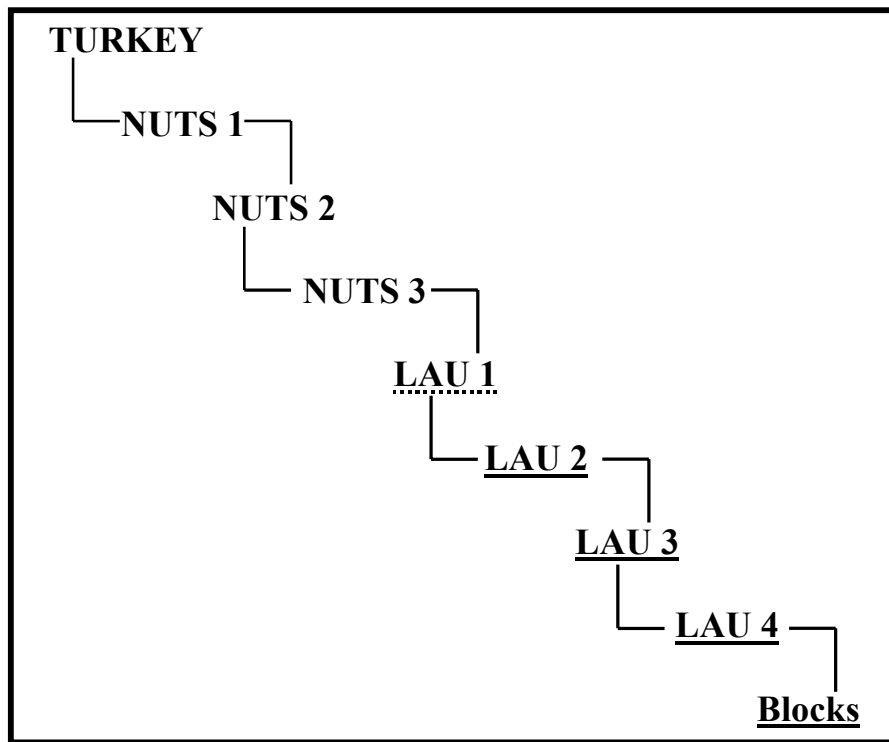 TURKEY
NUTS 1
NUTS 2
NUTS 3
LAU 1
LAU 2
LAU 3
LAU 4
Blocks